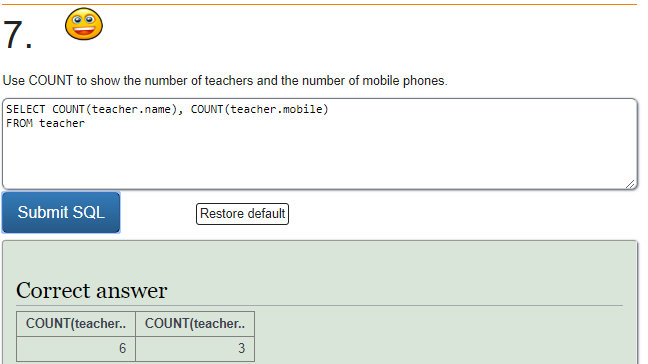 7.
Use COUNT to show the number of teachers and the number of mobile phones.
SELECT COUNT(teacher.name), COUNT(teacher.mobile)
FROM teacher
Submit SQL Restore default
Correct answer
COUNT(teacher.. COUNT(teacher..
6 3